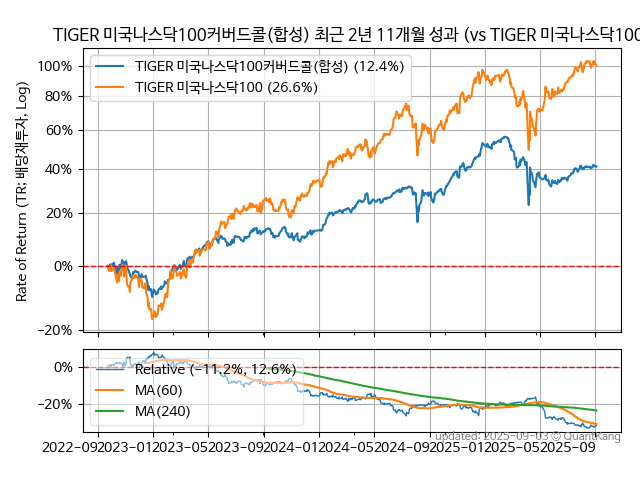 TIGER 미국나스닥100커버드콜(합성) 최근 2년 11개월 성과 (vs TIGER 미국나스닥100
Rate of Return (TR: 배당재투자, Log)
100%
80%
60%
40%
20%
0%
−20%
TIGER 미국나스닥100커버드콜(합성) (12.4%)
TIGER 미국나스닥100 (26.6%)
0%
−20%
Relative (−11.2%, 12.6%)
MA(60)
MA(240)
updated: 2025-09-03 © QuantKang
2022−09 2023−01 2023−05 2023−09 2024−01 2024−05 2024−09 2025−01 2025−05 2025−09